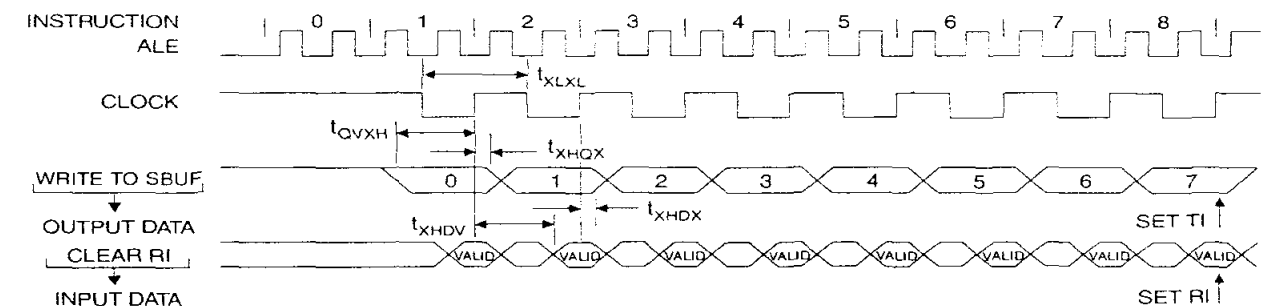 INSTRUCTION 0 1 2 3 4 5 6 7 8
ALE
tXLXL
CLOCK
tQVXH
tXHQX
WRITE TO SBUF 0 1 2 3 4 5 6 7
tXHDX
OUTPUT DATA
SET TI
tXHDV
CLEAR RI VALID VALID VALID VALID VALID VALID VALID VALID
INPUT DATA
SET RI